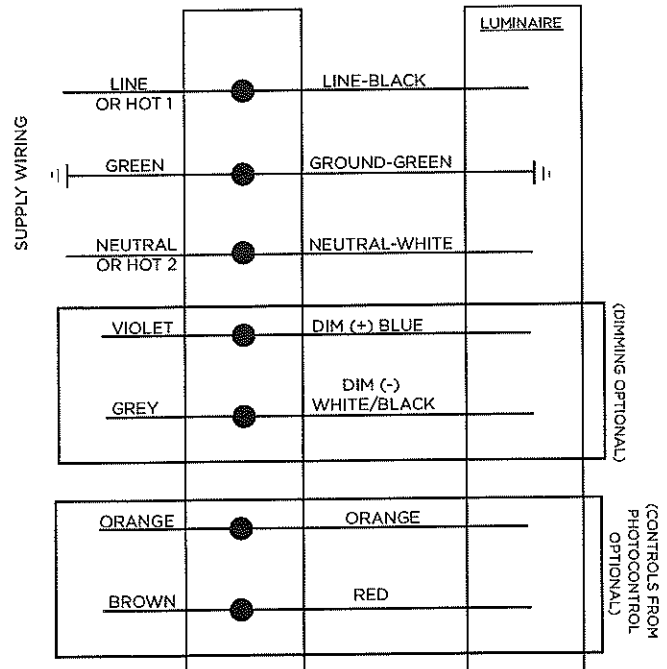 LUMINAIRE
SUPPLY WIRING
LINE
OR HOT 1
LINE-BLACK
GREEN
GROUND-GREEN
NEUTRAL
OR HOT 2
NEUTRAL-WHITE
VIOLET
DIM (+) BLUE
GREY
DIM (-)
WHITE/BLACK
(DIMMING OPTIONAL)
ORANGE
ORANGE
BROWN
RED
(CONTROLS FROM
PHOTOCONTROL
OPTIONAL)